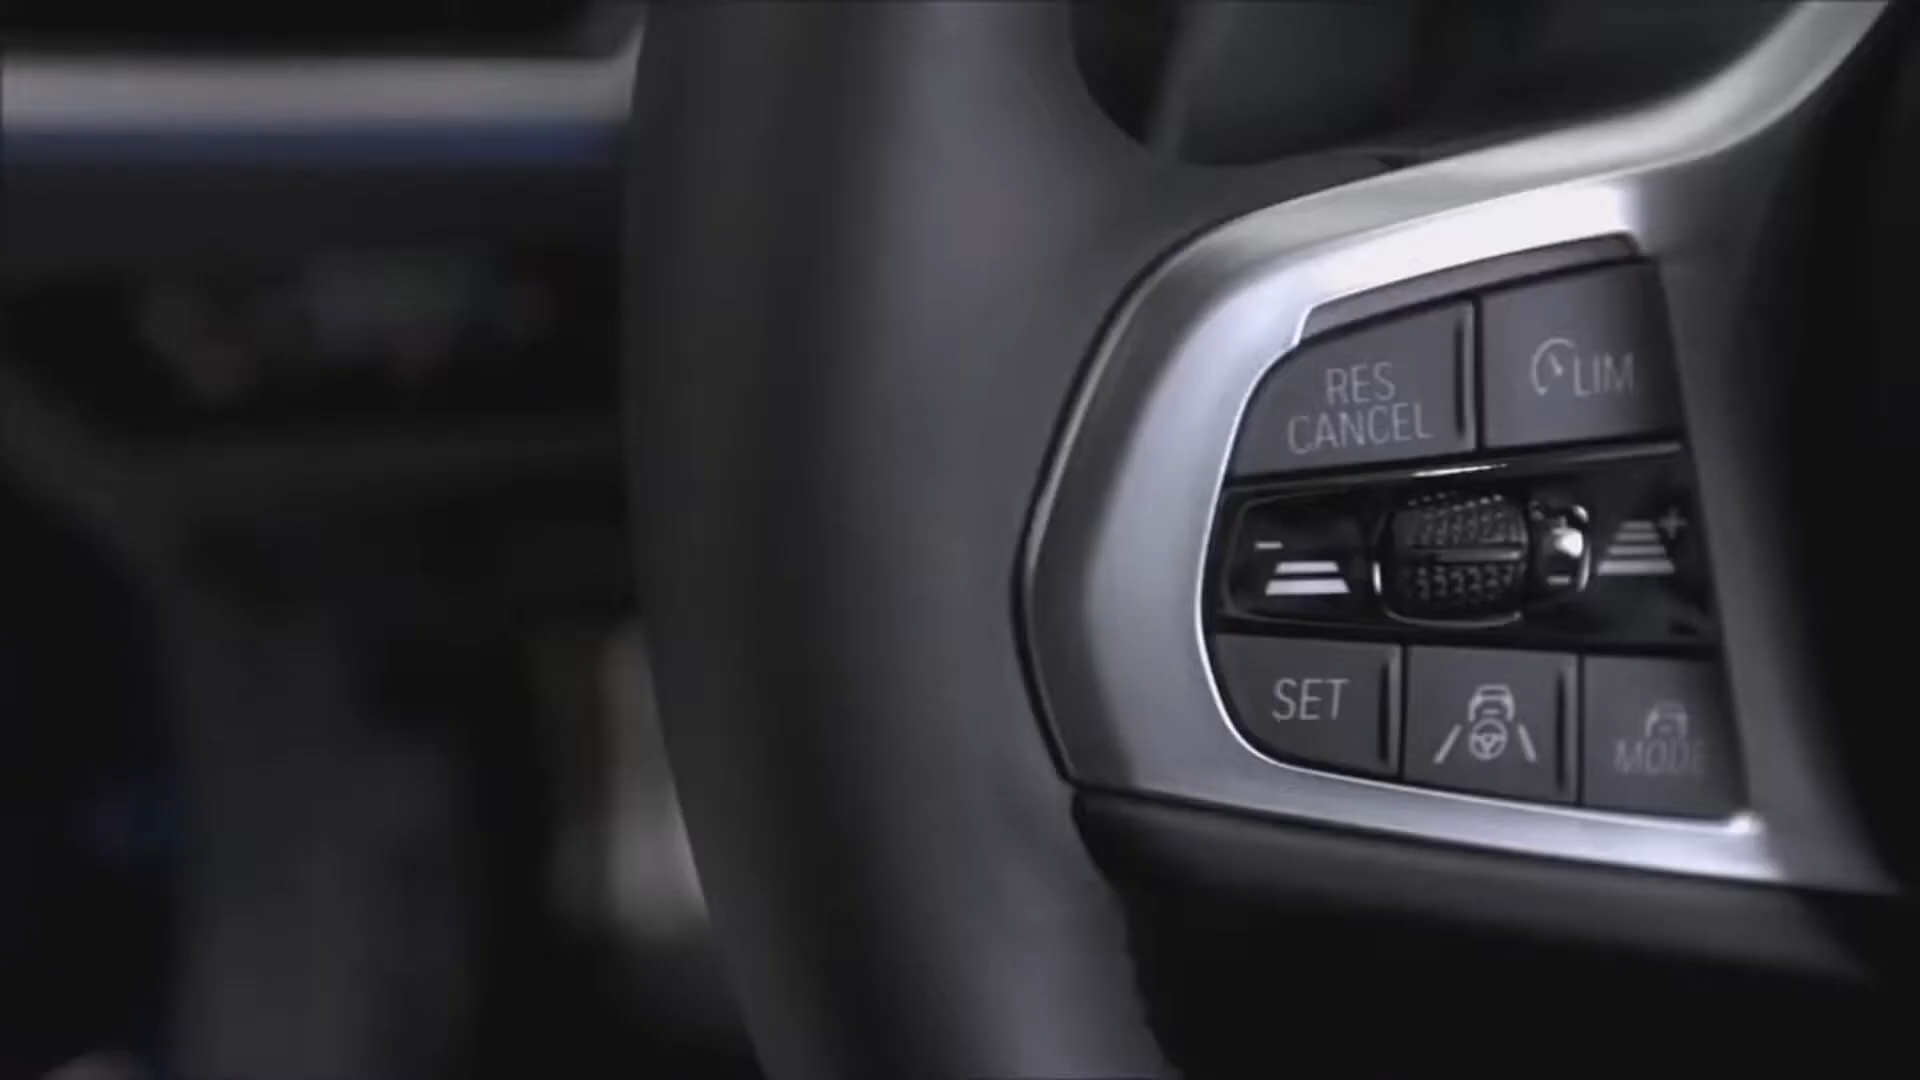 RES
CANCEL
LIM
-
+
+
-
SET
MODE